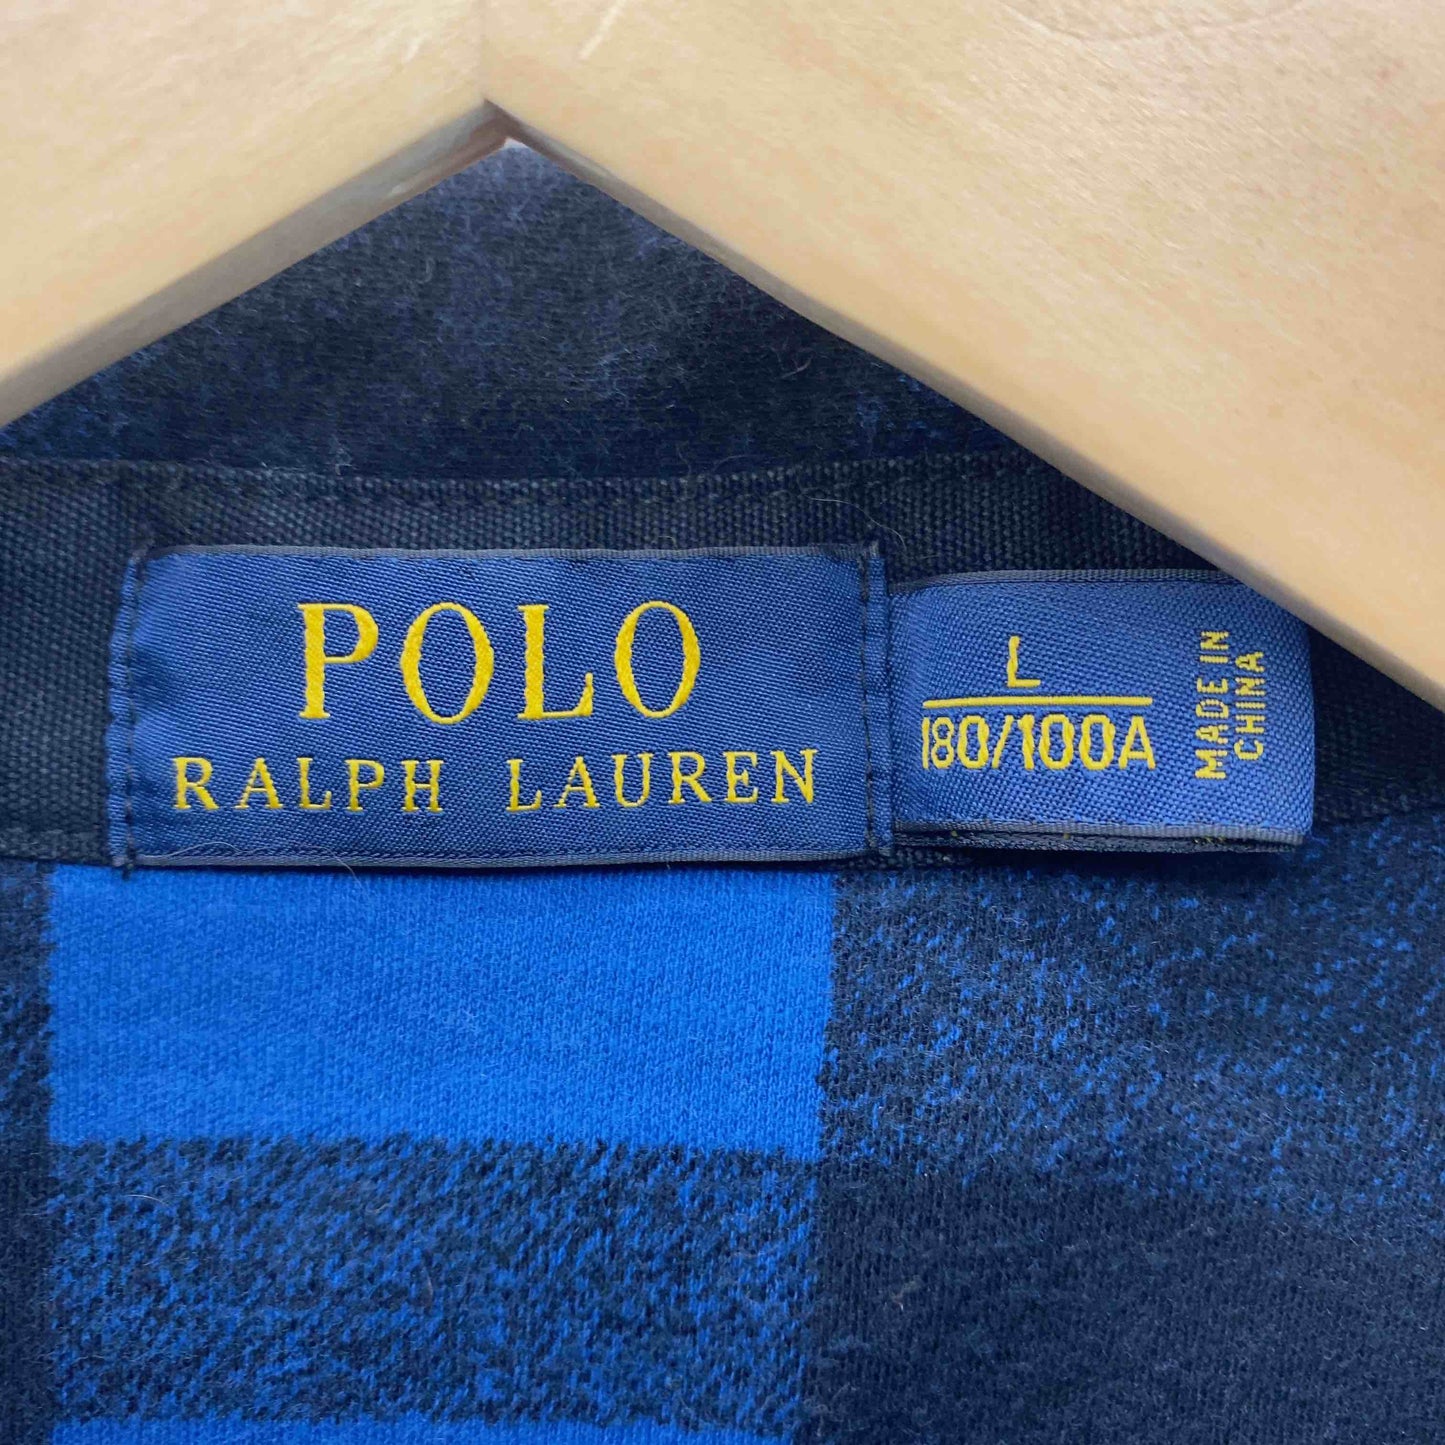 POLO
RALPH LAUREN
L
180/100A
MADE IN
CHINA